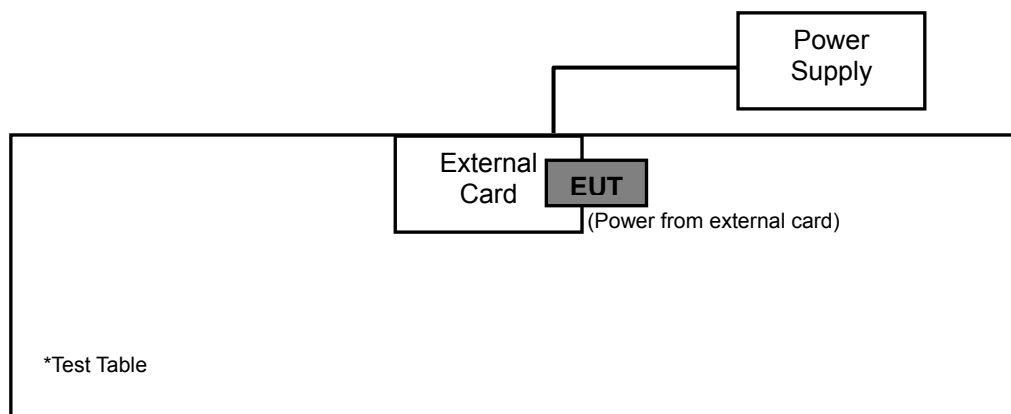 Power
Supply
External
Card
EUT
(Power from external card)
*Test Table